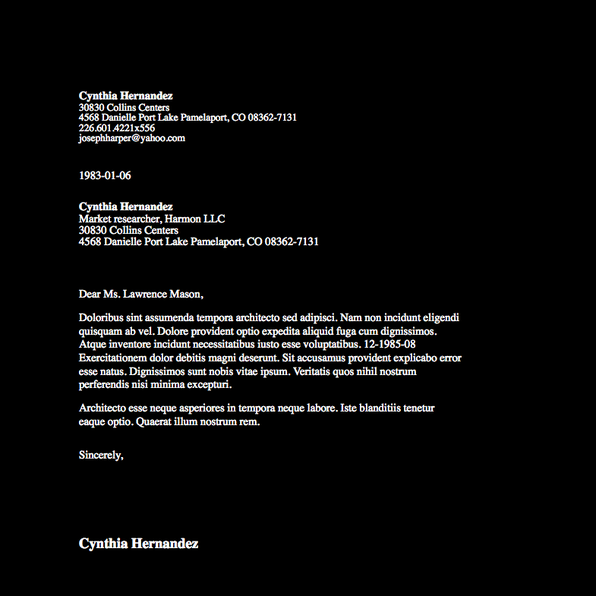 Cynthia Hernandez
30830 Collins Centers
4568 Danielle Port Lake Pamelaport, CO 08362-7131
226.601.4221x556
josephharper@yahoo.com
1983-01-06
Cynthia Hernandez
Market researcher, Harmon LLC
30830 Collins Centers
4568 Danielle Port Lake Pamelaport, CO 08362-7131
Dear Ms. Lawrence Mason,
Doloribus sint assumenda tempora architecto sed adipisci. Nam non incidunt eligendi
quisquam ab vel. Dolore provident optio expedita aliquid fuga cum dignissimos.
Atque inventore incidunt necessitatibus iusto esse voluptatibus. 12-1985-08
Exercitationem dolor debitis magni deserunt. Sit accusamus provident explicabo error
esse natus. Dignissimos sunt nobis vitae ipsum. Veritatis quos nihil nostrum
perferendis nisi minima excepturi.
Architecto esse neque asperiores in tempora neque labore. Iste blanditiis tenetur
eaque optio. Quaerat illum nostrum rem.
Sincerely,
Cynthia Hernandez